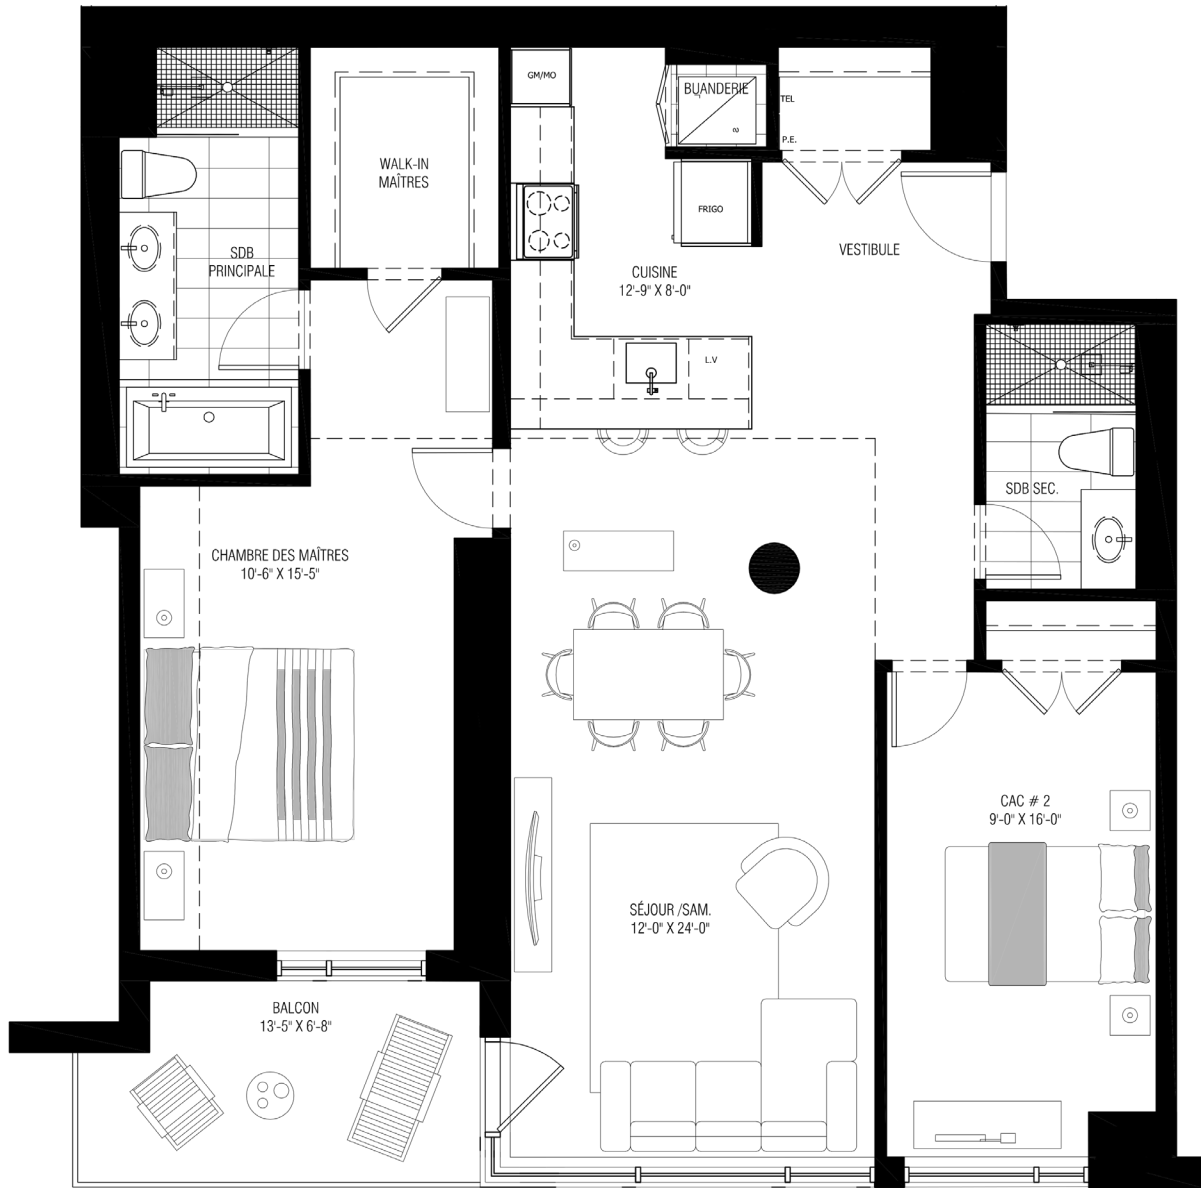 GM/MO
BUANDERIE
TEL
P.E.
WALK-IN
MAÎTRES
FRIGO
SDB
PRINCIPALE
CUISINE
12'-9" X 8'-0"
VESTIBULE
L.V
SDB SEC.
CHAMBRE DES MAÎTRES
10'-6" X 15'-5"
CAC # 2
9'-0" X 16'-0"
SÉJOUR /SAM.
12'-0" X 24'-0"
BALCON
13'-5" X 6'-8"